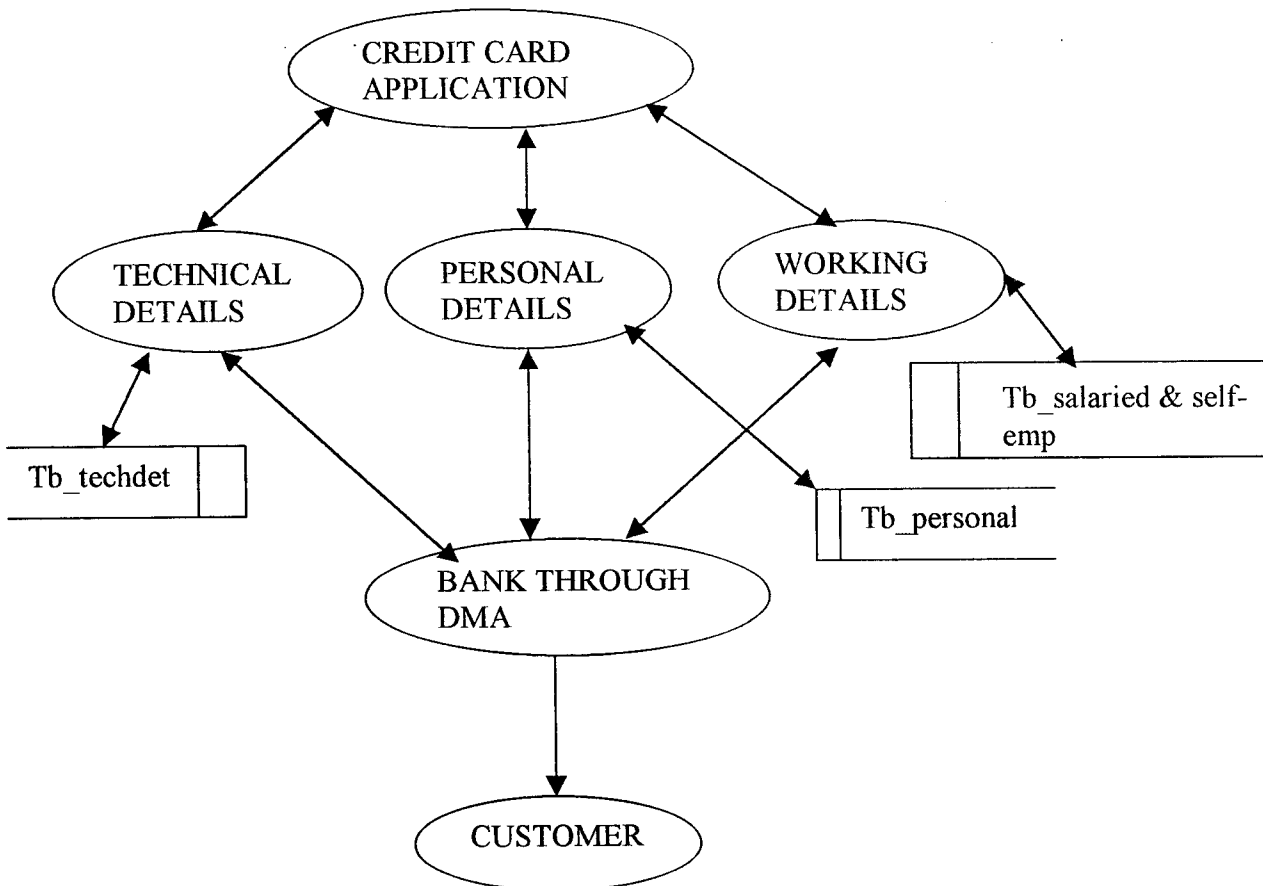 CREDIT CARD
APPLICATION
TECHNICAL
DETAILS
PERSONAL
DETAILS
WORKING
DETAILS
Tb_salaried & self-
emp
Tb_techdet
Tb_personal
BANK THROUGH
DMA
CUSTOMER